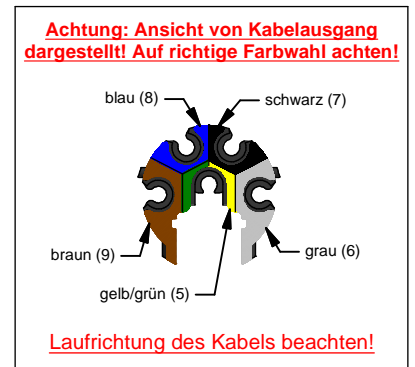 Achtung: Ansicht von Kabelausgang
dargestellt! Auf richtige Farbwahl achten!
blau (8)
schwarz (7)
braun (9)
grau (6)
gelb/grün (5)
Laufrichtung des Kabels beachten!